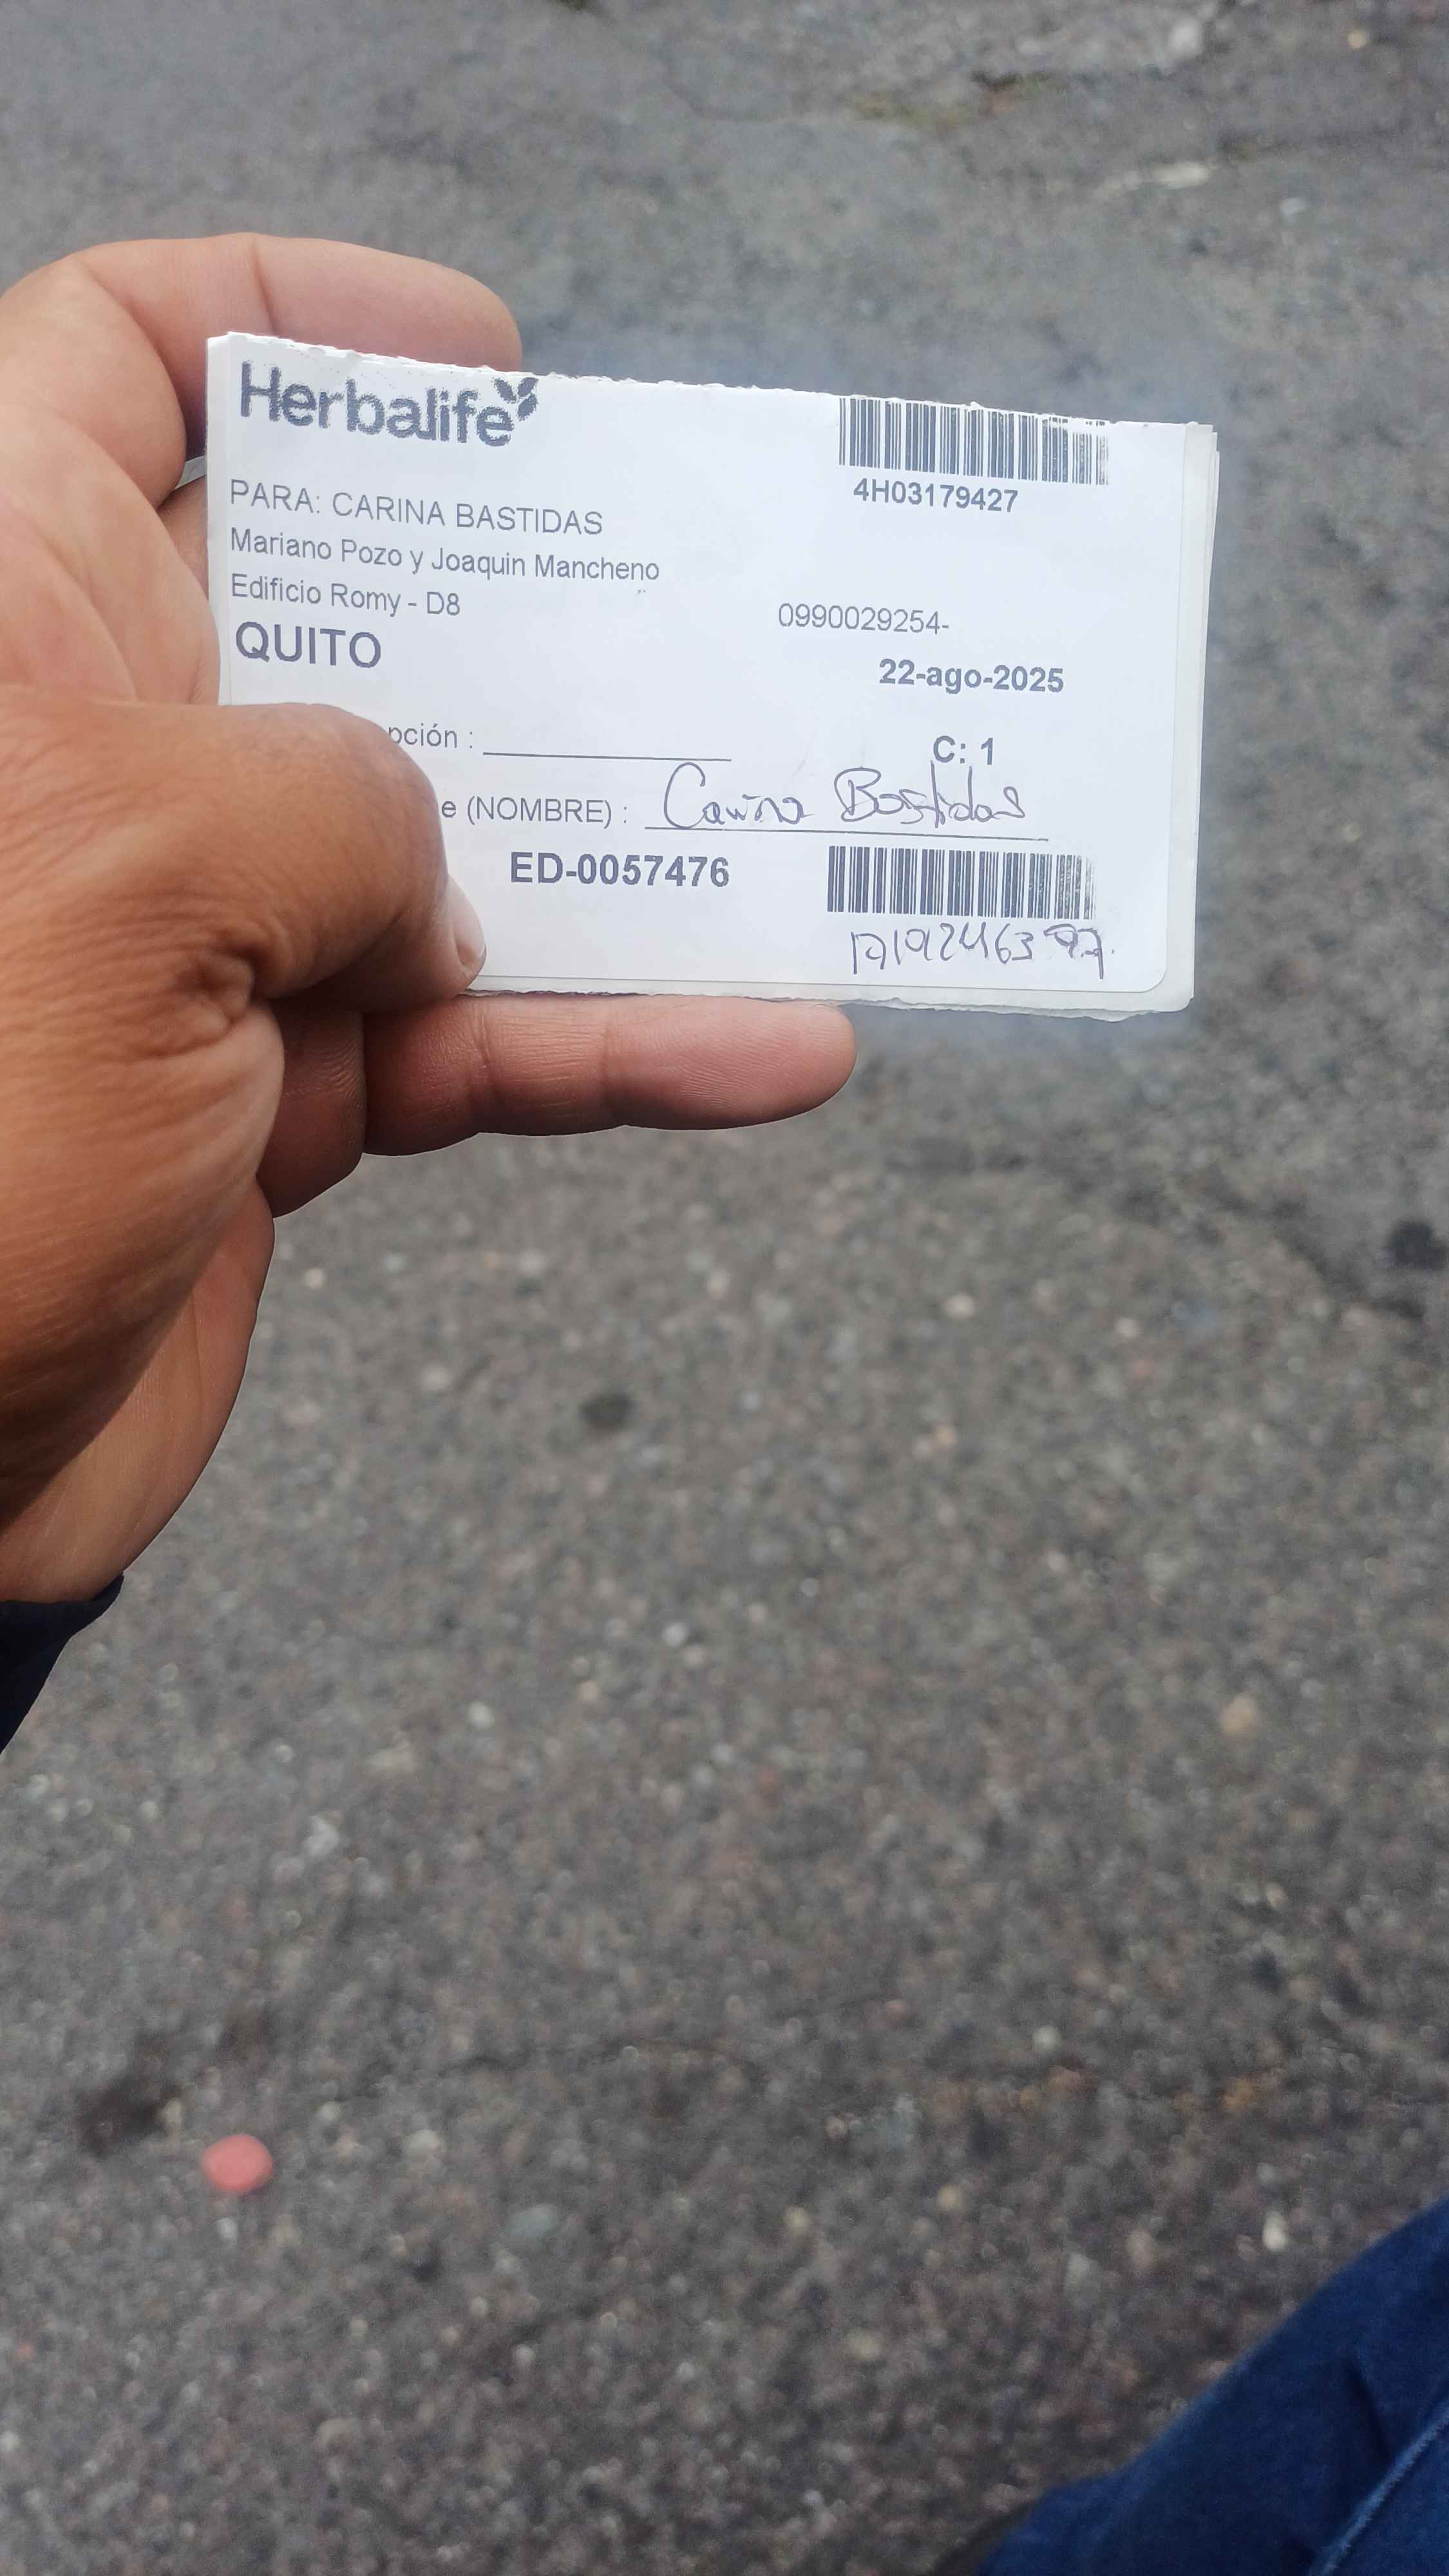 Herbalife
4H03179427
PARA: CARINA BASTIDAS
Mariano Pozo y Joaquin Mancheno
Edificio Romy - D8
0990029254-
QUITO
22-ago-2025
pción :
C: 1
e (NOMBRE) : Carina Bastidas
ED-0057476